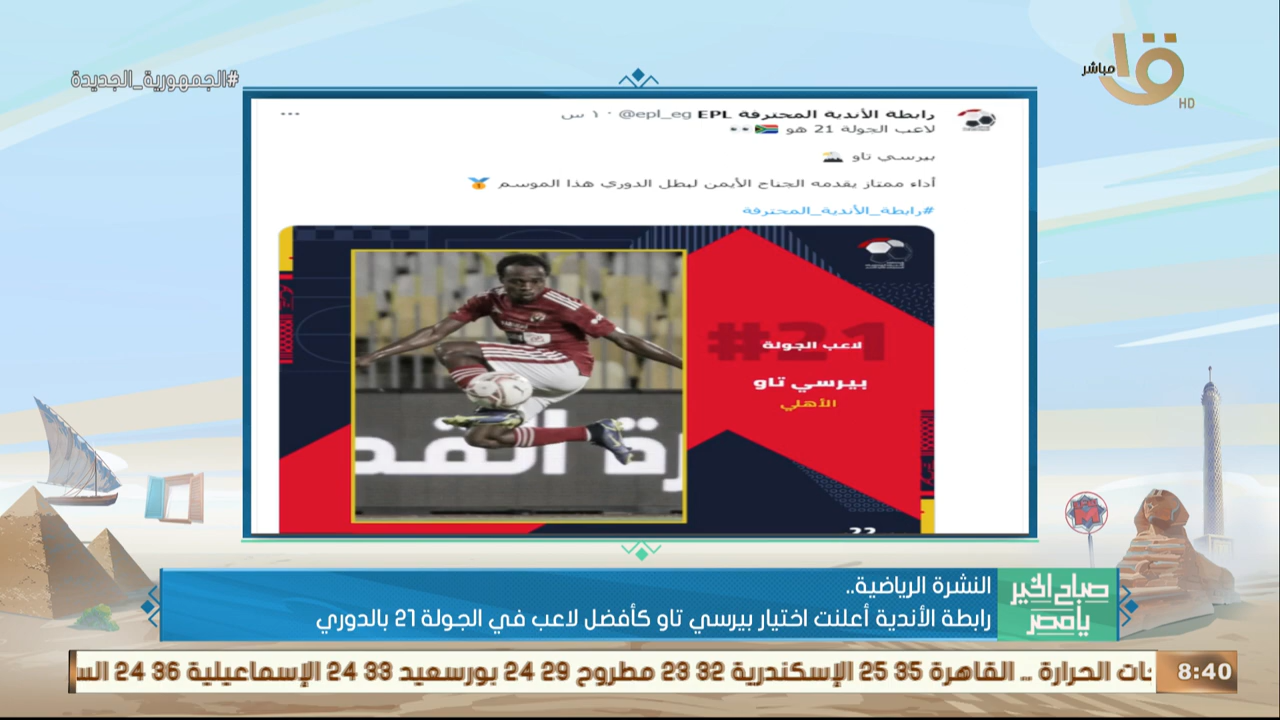 #الجمهورية_الجديدة
مباشر
HD
رابطة الأندية المحترفة EPL @epl_eg · ١٠ س
لاعب الجولة 21 هو
بيرسي تاو
أداء ممتاز يقدمه الجناح الأيمن لبطل الدوري هذا الموسم
#رابطة_الأندية_المحترفة
#21
لاعب الجولة
بيرسي تاو
الأهلي
22
صباح الخير
يا مصر
النشرة الرياضية..
رابطة الأندية أعلنت اختيار بيرسي تاو كأفضل لاعب في الجولة 21 بالدوري
8:40
جات الحرارة .. القاهرة 35 25 الإسكندرية 32 23 مطروح 29 24 بورسعيد 33 24 الإسماعيلية 36 24 الس